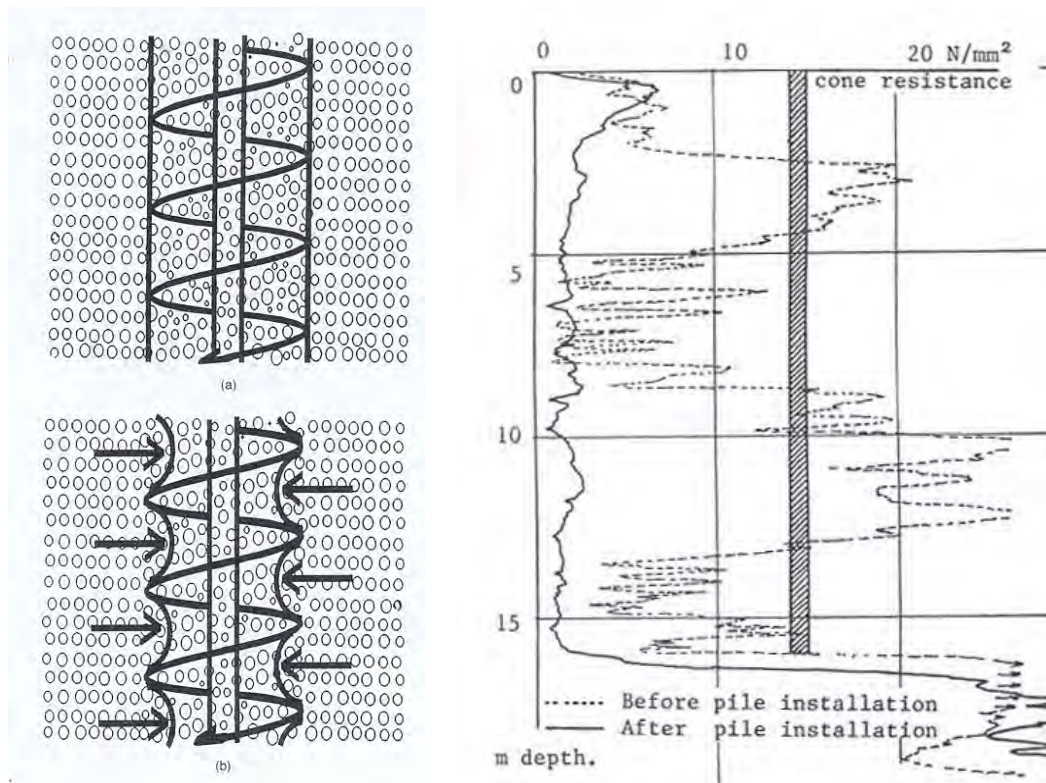 (a)
(b)
0 10 20 N/mm²
cone resistance
0
5
10
15
------ Before pile installation
—— After pile installation
m depth.